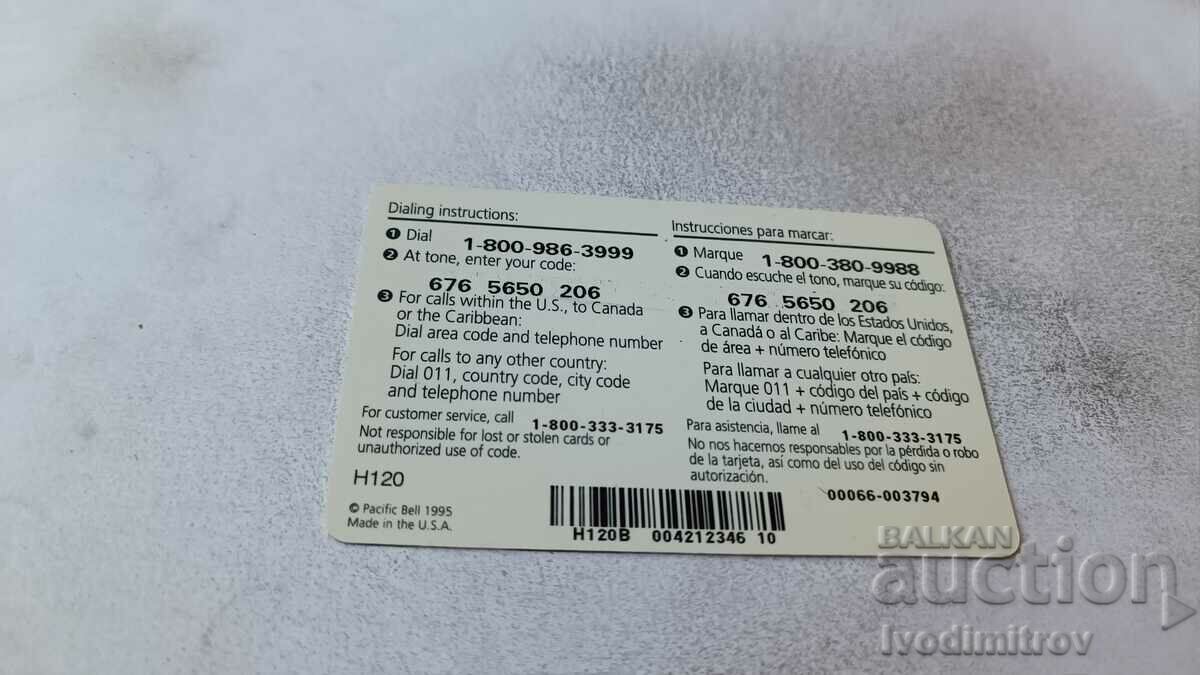 Dialing instructions:
❶ Dial 1-800-986-3999
❷ At tone, enter your code:
676 5650 206
❸ For calls within the U.S., to Canada
or the Caribbean:
Dial area code and telephone number
For calls to any other country:
Dial 011, country code, city code
and telephone number
For customer service, call 1-800-333-3175
Not responsible for lost or stolen cards or
unauthorized use of code.
H120
© Pacific Bell 1995
Made in the U.S.A.
Instrucciones para marcar:
❶ Marque 1-800-380-9988
❷ Cuando escuche el tono, marque su código:
676 5650 206
❸ Para llamar dentro de los Estados Unidos,
a Canadá o al Caribe: Marque el código
de área + número telefónico
Para llamar a cualquier otro país:
Marque 011 + código del país + código
de la ciudad + número telefónico
Para asistencia, llame al 1-800-333-3175
No nos hacemos responsables por la pérdida o robo
de la tarjeta, así como del uso del código sin
autorización.
00066-003794
H120B 004212346 10
BALKAN
auction
Ivodimitrov